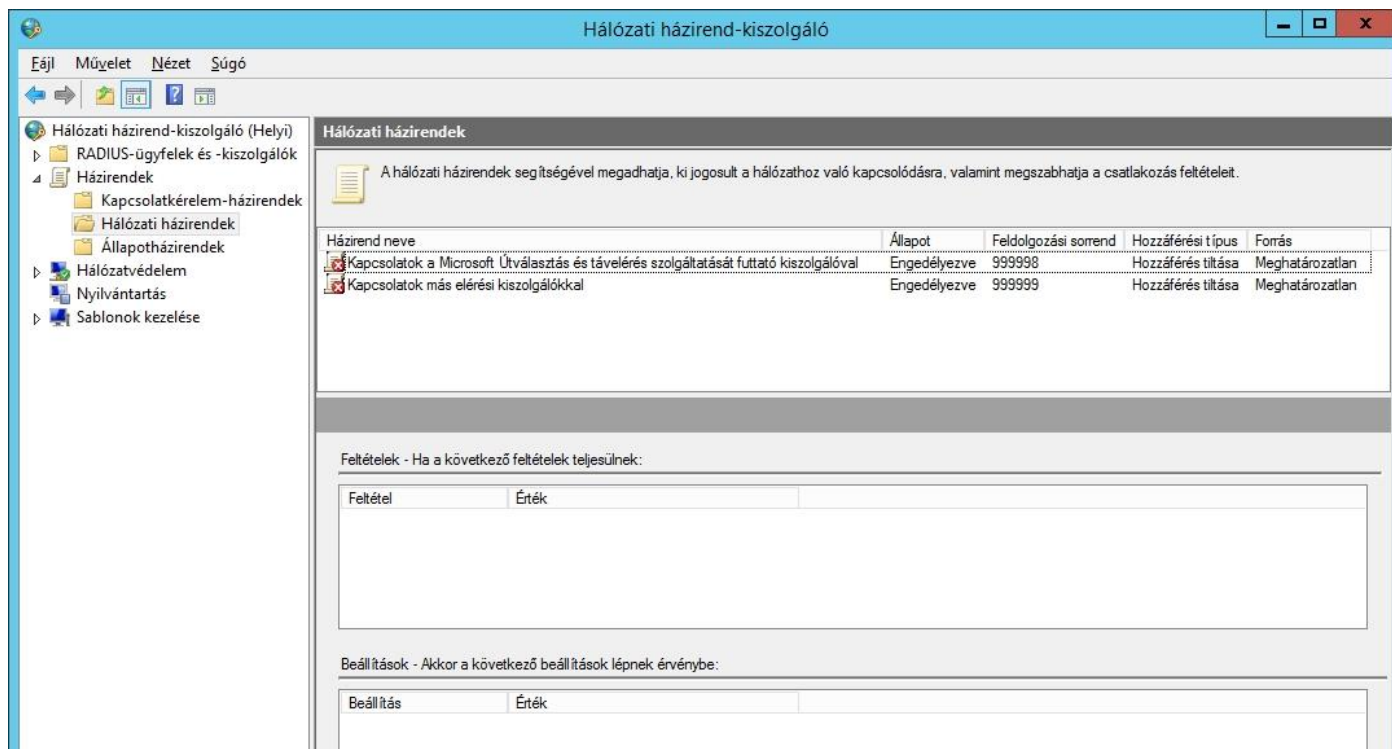 Hálózati házirend-kiszolgáló
Fájl Művelet Nézet Súgó
Hálózati házirend-kiszolgáló (Helyi)
RADIUS-ügyfelek és -kiszolgálók
Házirendek
Kapcsolatkérelem-házirendek
Hálózati házirendek
Állapotházirendek
Hálózatvédelem
Nyilvántartás
Sablonok kezelése
Hálózati házirendek
A hálózati házirendek segítségével megadhatja, ki jogosult a hálózathoz való kapcsolódásra, valamint megszabhatja a csatlakozás feltételeit.
Házirend neve Állapot Feldolgozási sorrend Hozzáférési típus Forrás
Kapcsolatok a Microsoft Útválasztás és távelérés szolgáltatását futtató kiszolgálóval Engedélyezve 999998 Hozzáférés tiltása Meghatározatlan
Kapcsolatok más elérési kiszolgálókkal Engedélyezve 999999 Hozzáférés tiltása Meghatározatlan
Feltételek - Ha a következő feltételek teljesülnek:
Feltétel Érték
Beállítások - Akkor a következő beállítások lépnek érvénybe:
Beállítás Érték